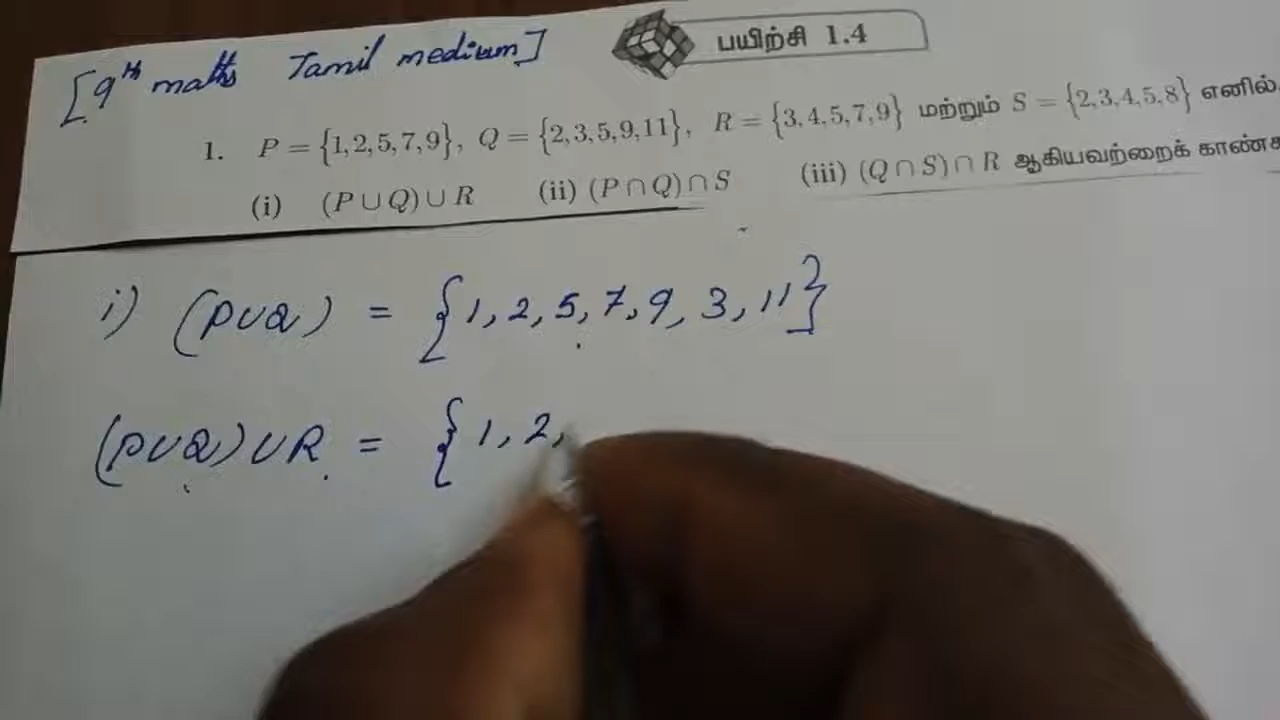 [9th maths Tamil medium]
பயிற்சி 1.4
1. P = {1,2,5,7,9}, Q = {2,3,5,9,11}, R = {3,4,5,7,9} மற்றும் S = {2,3,4,5,8} எனில்,
(i) (P∪Q)∪R (ii) (P∩Q)∩S (iii) (Q∩S)∩R ஆகியவற்றைக்
i) (P∪Q) = {1, 2, 5, 7, 9, 3, 11}
(P∪Q)∪R = {1, 2,